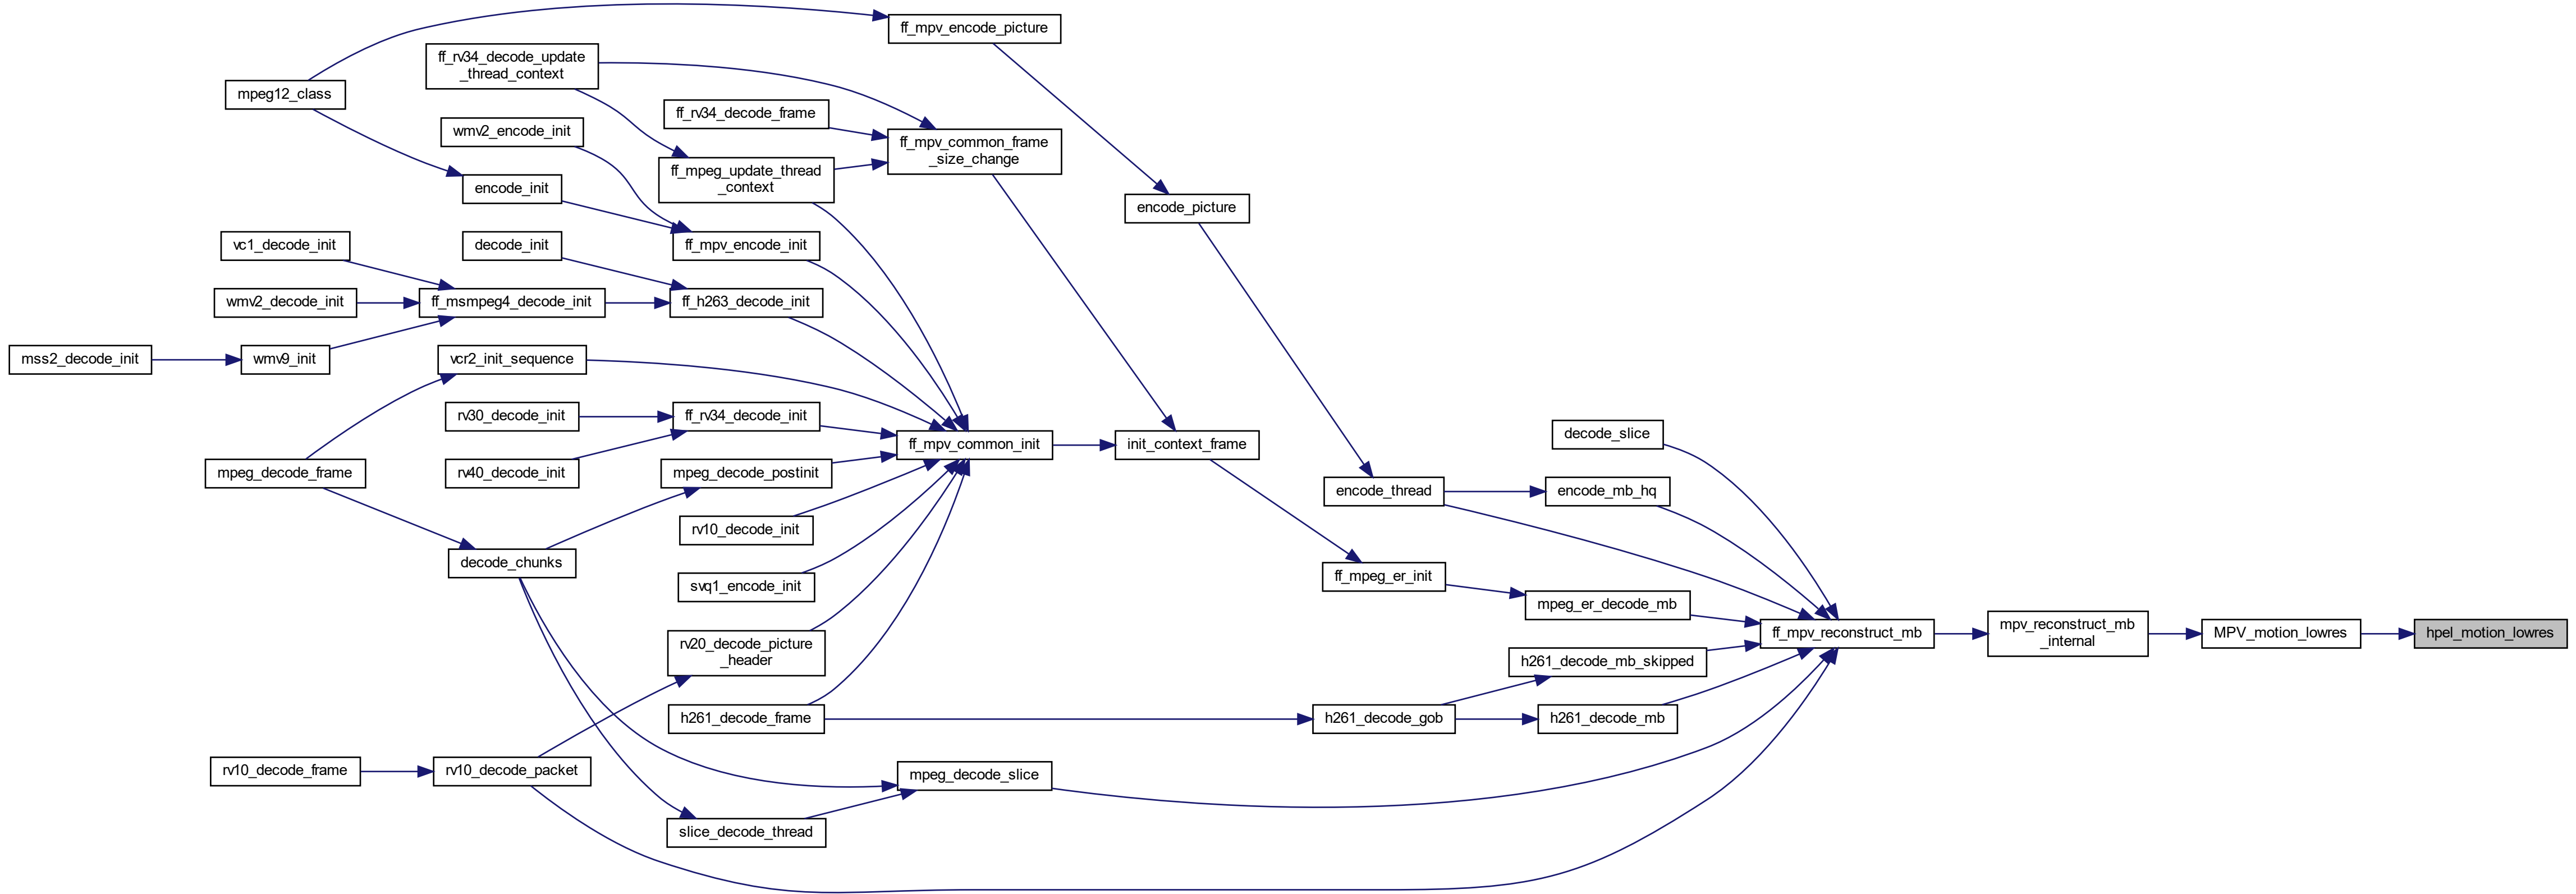 ff_mpv_encode_picture
ff_rv34_decode_update
_thread_context
mpeg12_class
ff_rv34_decode_frame
wmv2_encode_init
ff_mpv_common_frame
_size_change
ff_mpeg_update_thread
_context
encode_init
encode_picture
vc1_decode_init
decode_init
ff_mpv_encode_init
wmv2_decode_init
ff_msmpeg4_decode_init
ff_h263_decode_init
mss2_decode_init
wmv9_init
vcr2_init_sequence
rv30_decode_init
ff_rv34_decode_init
decode_slice
ff_mpv_common_init
init_context_frame
mpeg_decode_frame
rv40_decode_init
mpeg_decode_postinit
encode_thread
encode_mb_hq
rv10_decode_init
decode_chunks
ff_mpeg_er_init
svq1_encode_init
mpeg_er_decode_mb
rv20_decode_picture
_header
ff_mpv_reconstruct_mb
mpv_reconstruct_mb
_internal
MPV_motion_lowres
hpel_motion_lowres
h261_decode_mb_skipped
h261_decode_frame
h261_decode_gob
h261_decode_mb
rv10_decode_frame
rv10_decode_packet
mpeg_decode_slice
slice_decode_thread